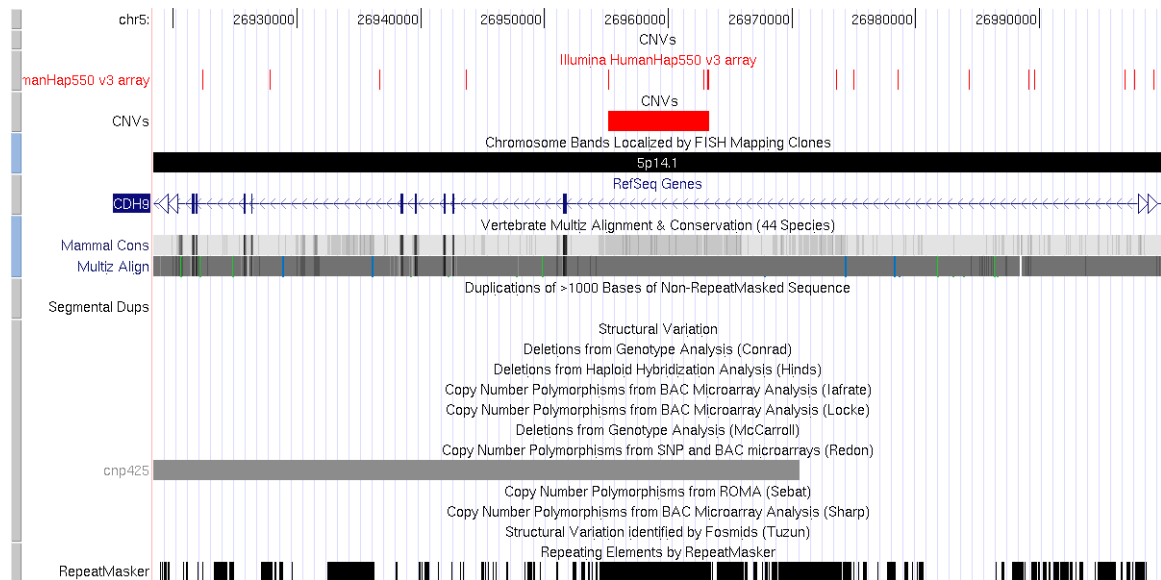 chr5: 26930000| 26940000| 26950000| 26960000| 26970000| 26980000| 26990000|
CNVs
Illumina HumanHap550 v3 array
manHap550 v3 array
CNVs
CNVs
Chromosome Bands Localized by FISH Mapping Clones
5p14.1
RefSeq Genes
CDH9
Vertebrate Multiz Alignment & Conservation (44 Species)
Mammal Cons
Multiz Align
Duplications of >1000 Bases of Non-RepeatMasked Sequence
Segmental Dups
Structural Variation
Deletions from Genotype Analysis (Conrad)
Deletions from Haploid Hybridization Analysis (Hinds)
Copy Number Polymorphisms from BAC Microarray Analysis (Iafrate)
Copy Number Polymorphisms from BAC Microarray Analysis (Locke)
Deletions from Genotype Analysis (McCarroll)
Copy Number Polymorphisms from SNP and BAC microarrays (Redon)
cnp425
Copy Number Polymorphisms from ROMA (Sebat)
Copy Number Polymorphisms from BAC Microarray Analysis (Sharp)
Structural Variation identified by Fosmids (Tuzun)
Repeating Elements by RepeatMasker
RepeatMasker